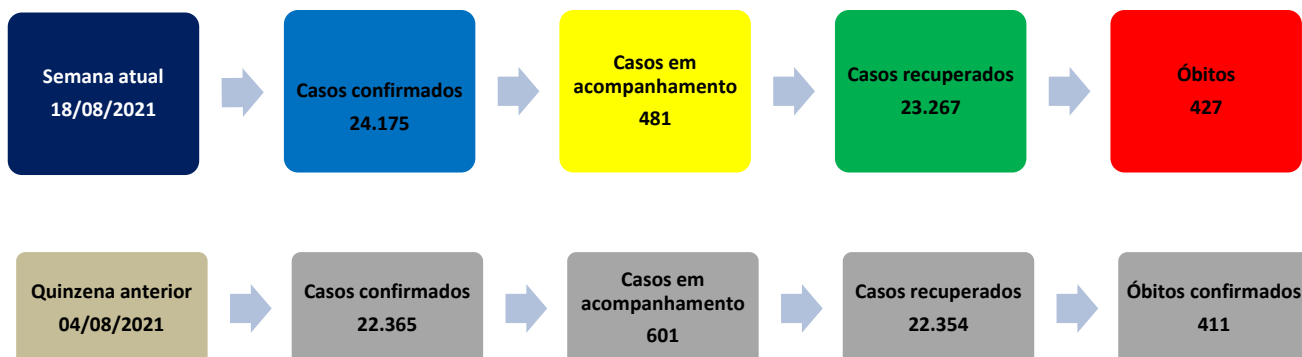 Semana atual
18/08/2021
Casos confirmados
24.175
Casos em
acompanhamento
481
Casos recuperados
23.267
Óbitos
427
Quinzena anterior
04/08/2021
Casos confirmados
22.365
Casos em
acompanhamento
601
Casos recuperados
22.354
Óbitos confirmados
411